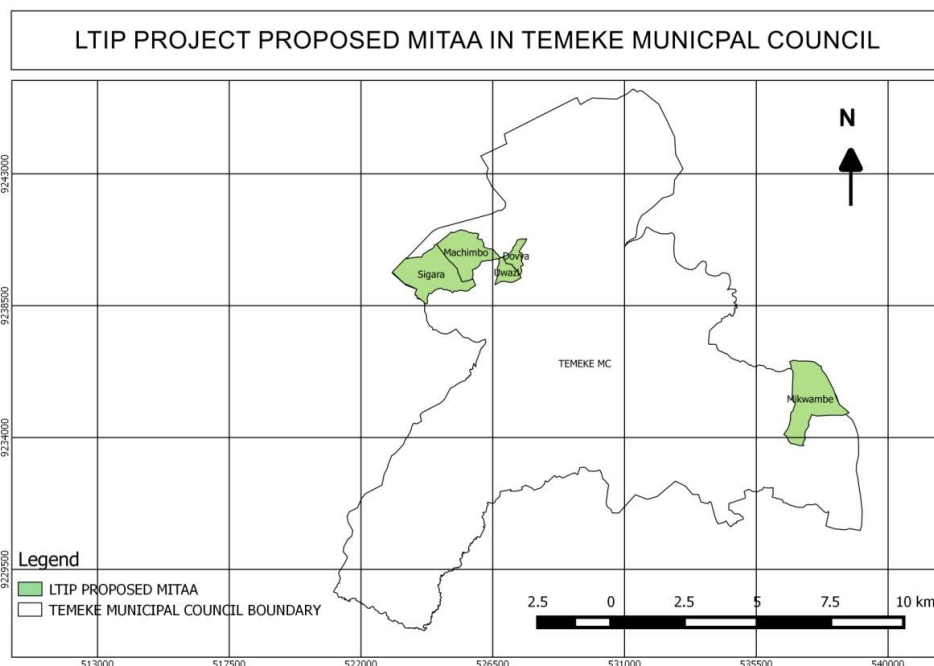 LTIP PROJECT PROPOSED MITAA IN TEMEKE MUNICPAL COUNCIL
N
9243000
9238500
9234000
9229500
Machimbo
Dovya
Sigara
Uwazi
TEMEKE MC
Mikwambe
Legend
LTIP PROPOSED MITAA
TEMEKE MUNICIPAL COUNCIL BOUNDARY
2.5 0 2.5 5 7.5 10 km
513000 517500 522000 526500 531000 535500 540000